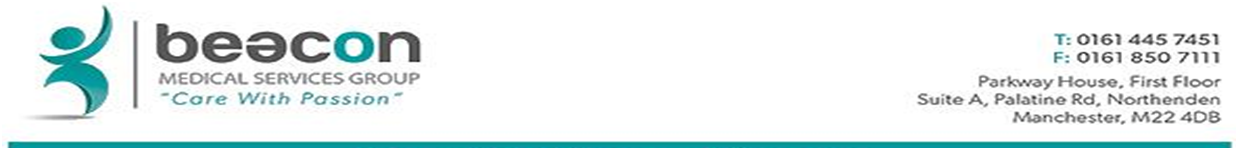 beacon
MEDICAL SERVICES GROUP
"Care With Passion"
T: 0161 445 7451
F: 0161 850 7111
Parkway House, First Floor
Suite A, Palatine Rd, Northenden
Manchester, M22 4DB